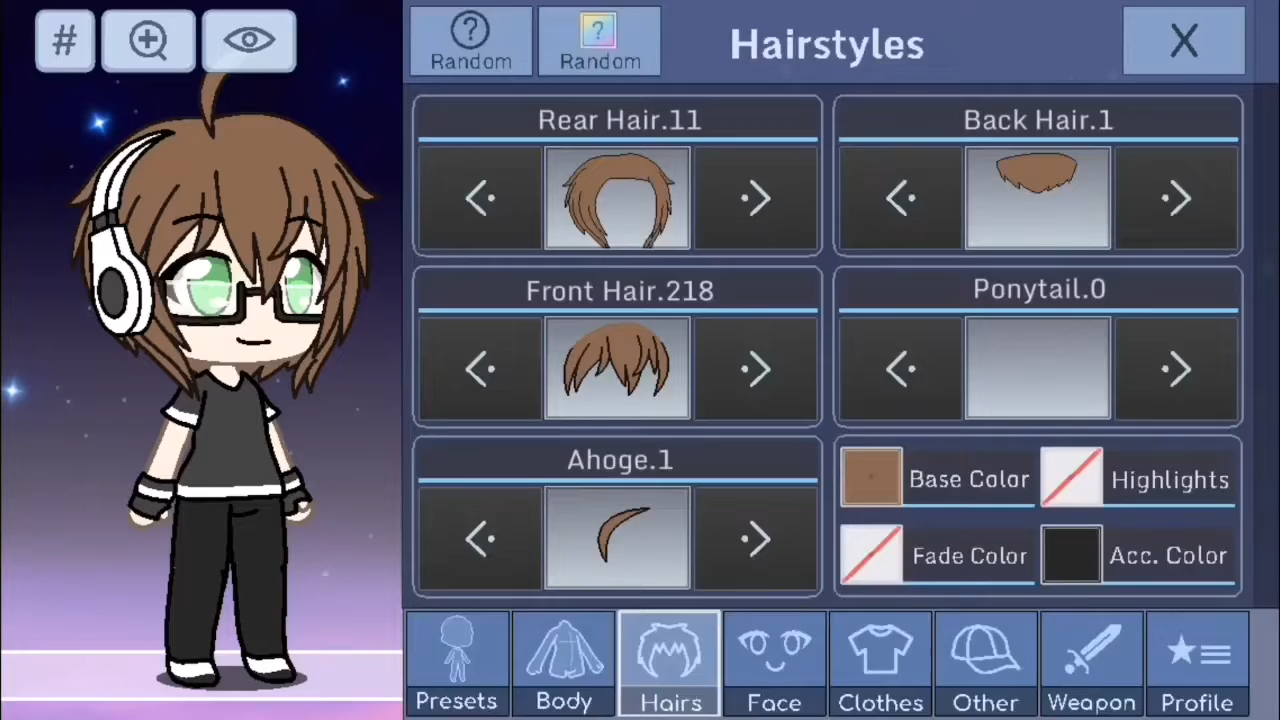 #
? Random
? Random
Hairstyles
X
Rear Hair.11
Back Hair.1
Front Hair.218
Ponytail.0
Ahoge.1
Base Color
Highlights
Fade Color
Acc. Color
Presets
Body
Hairs
Face
Clothes
Other
Weapon
Profile